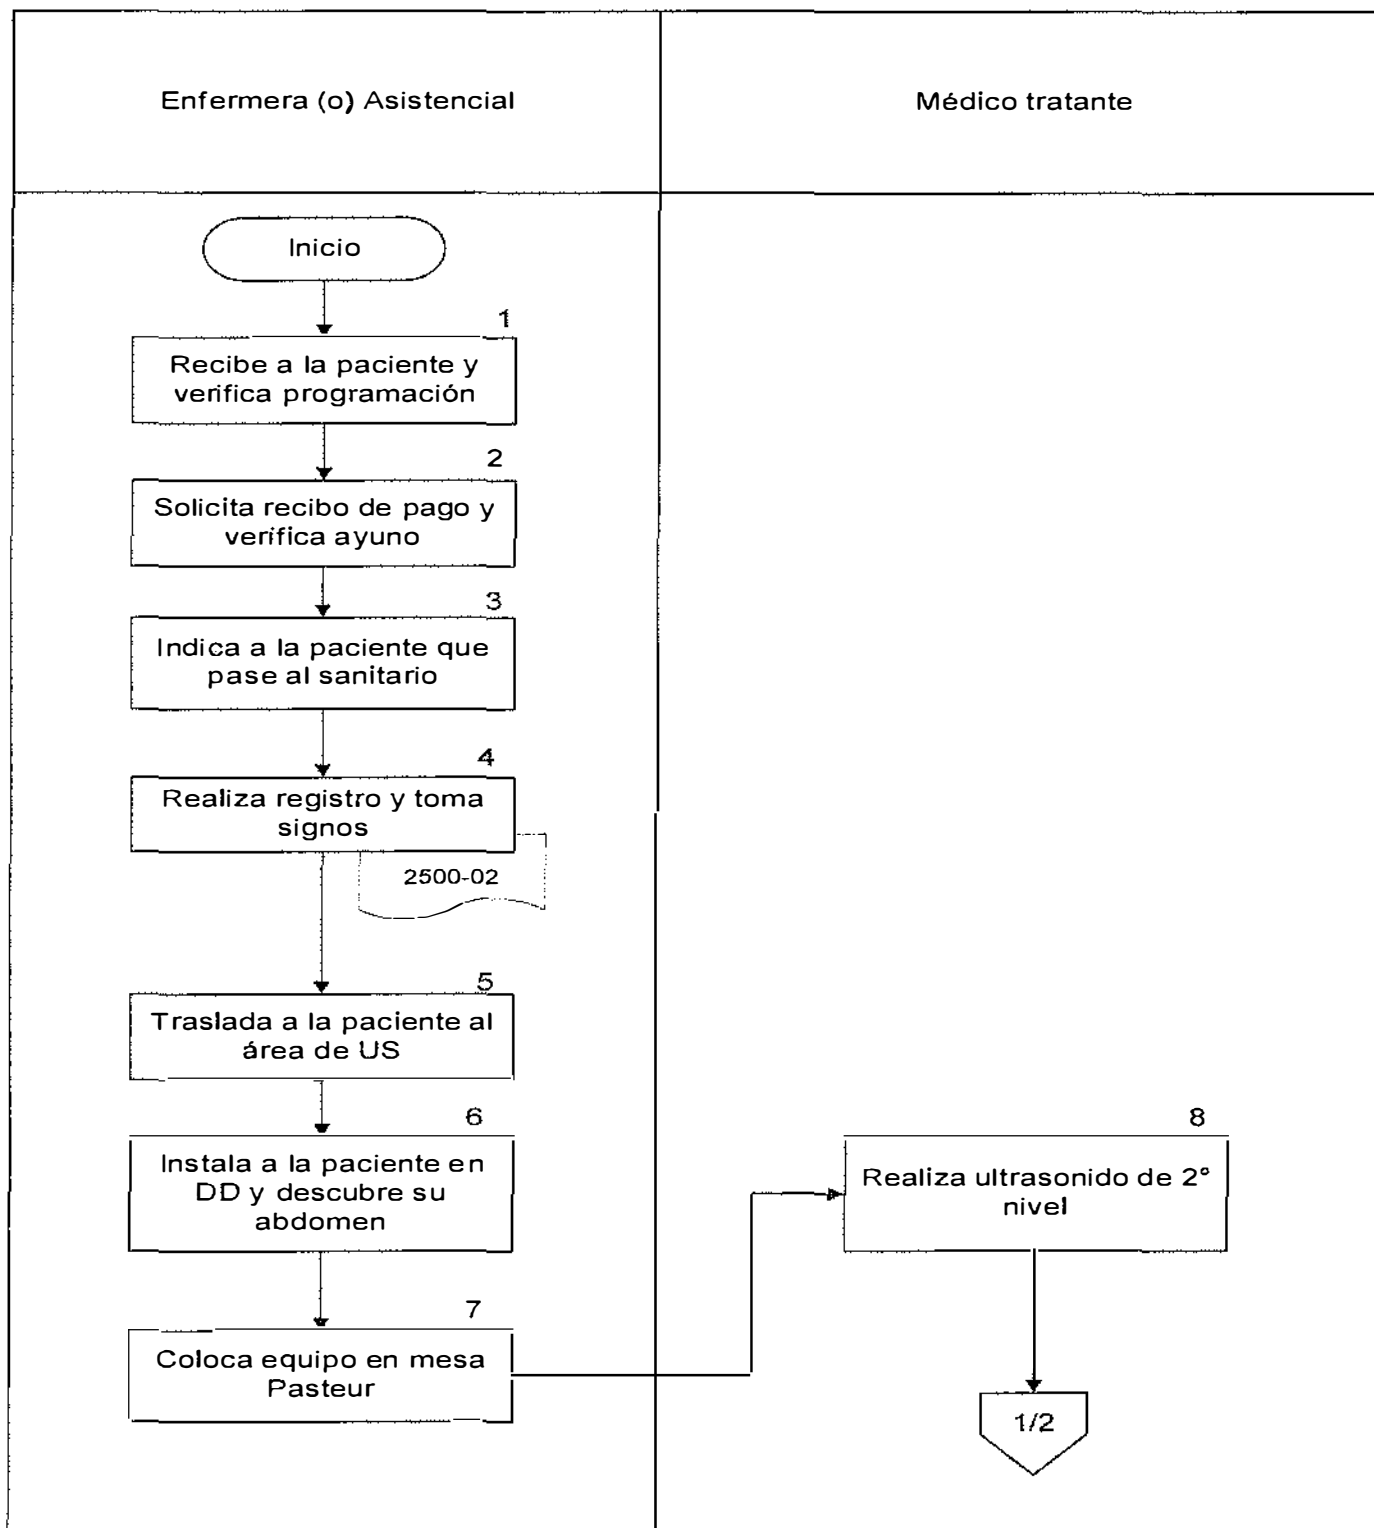 Enfermera (o) Asistencial
Médico tratante
Inicio
1
Recibe a la paciente y
verifica programación
2
Solicita recibo de pago y
verifica ayuno
3
Indica a la paciente que
pase al sanitario
4
Realiza registro y toma
signos
2500-02
5
Traslada a la paciente al
área de US
6
Instala a la paciente en
DD y descubre su
abdomen
7
Coloca equipo en mesa
Pasteur
8
Realiza ultrasonido de 2°
nivel
1/2